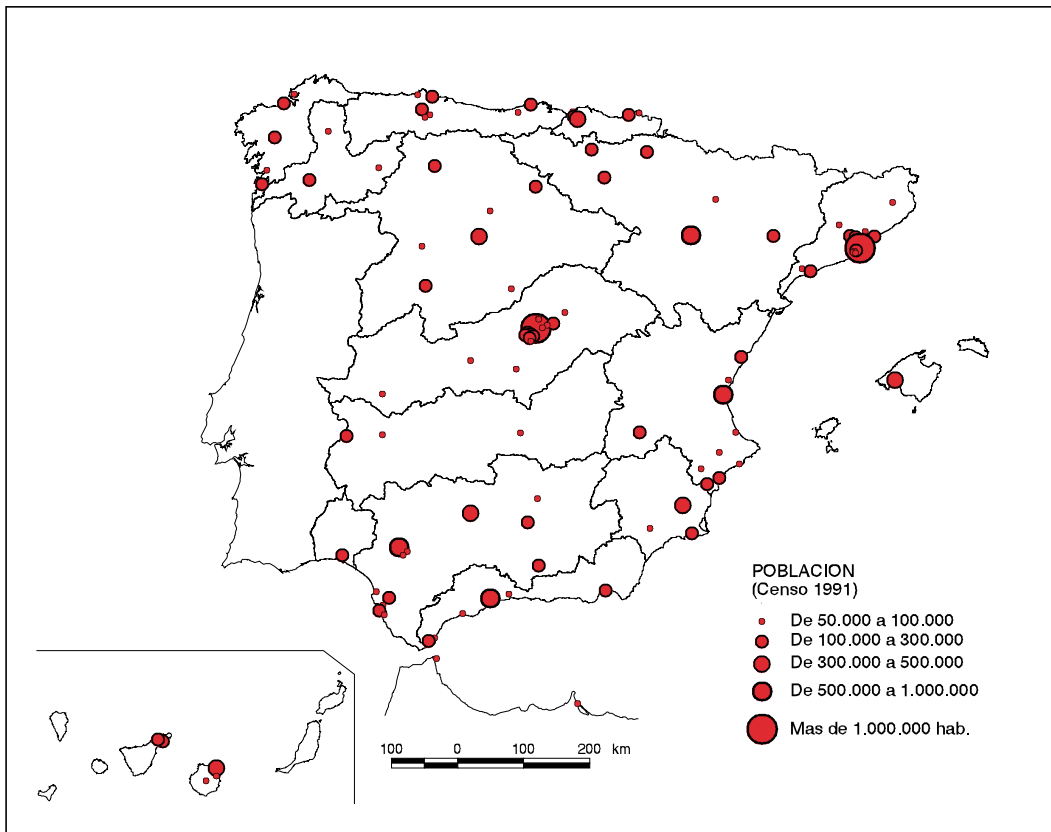 POBLACION
(Censo 1991)
De 50.000 a 100.000
De 100.000 a 300.000
De 300.000 a 500.000
De 500.000 a 1.000.000
Mas de 1.000.000 hab.
100 0 100 200 km